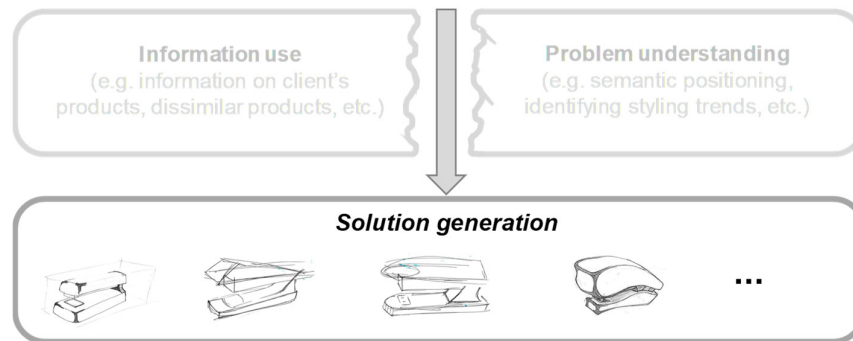 Information use
(e.g. information on client's
products, dissimilar products, etc.)
Problem understanding
(e.g. semantic positioning,
identifying styling trends, etc.)
Solution generation
...